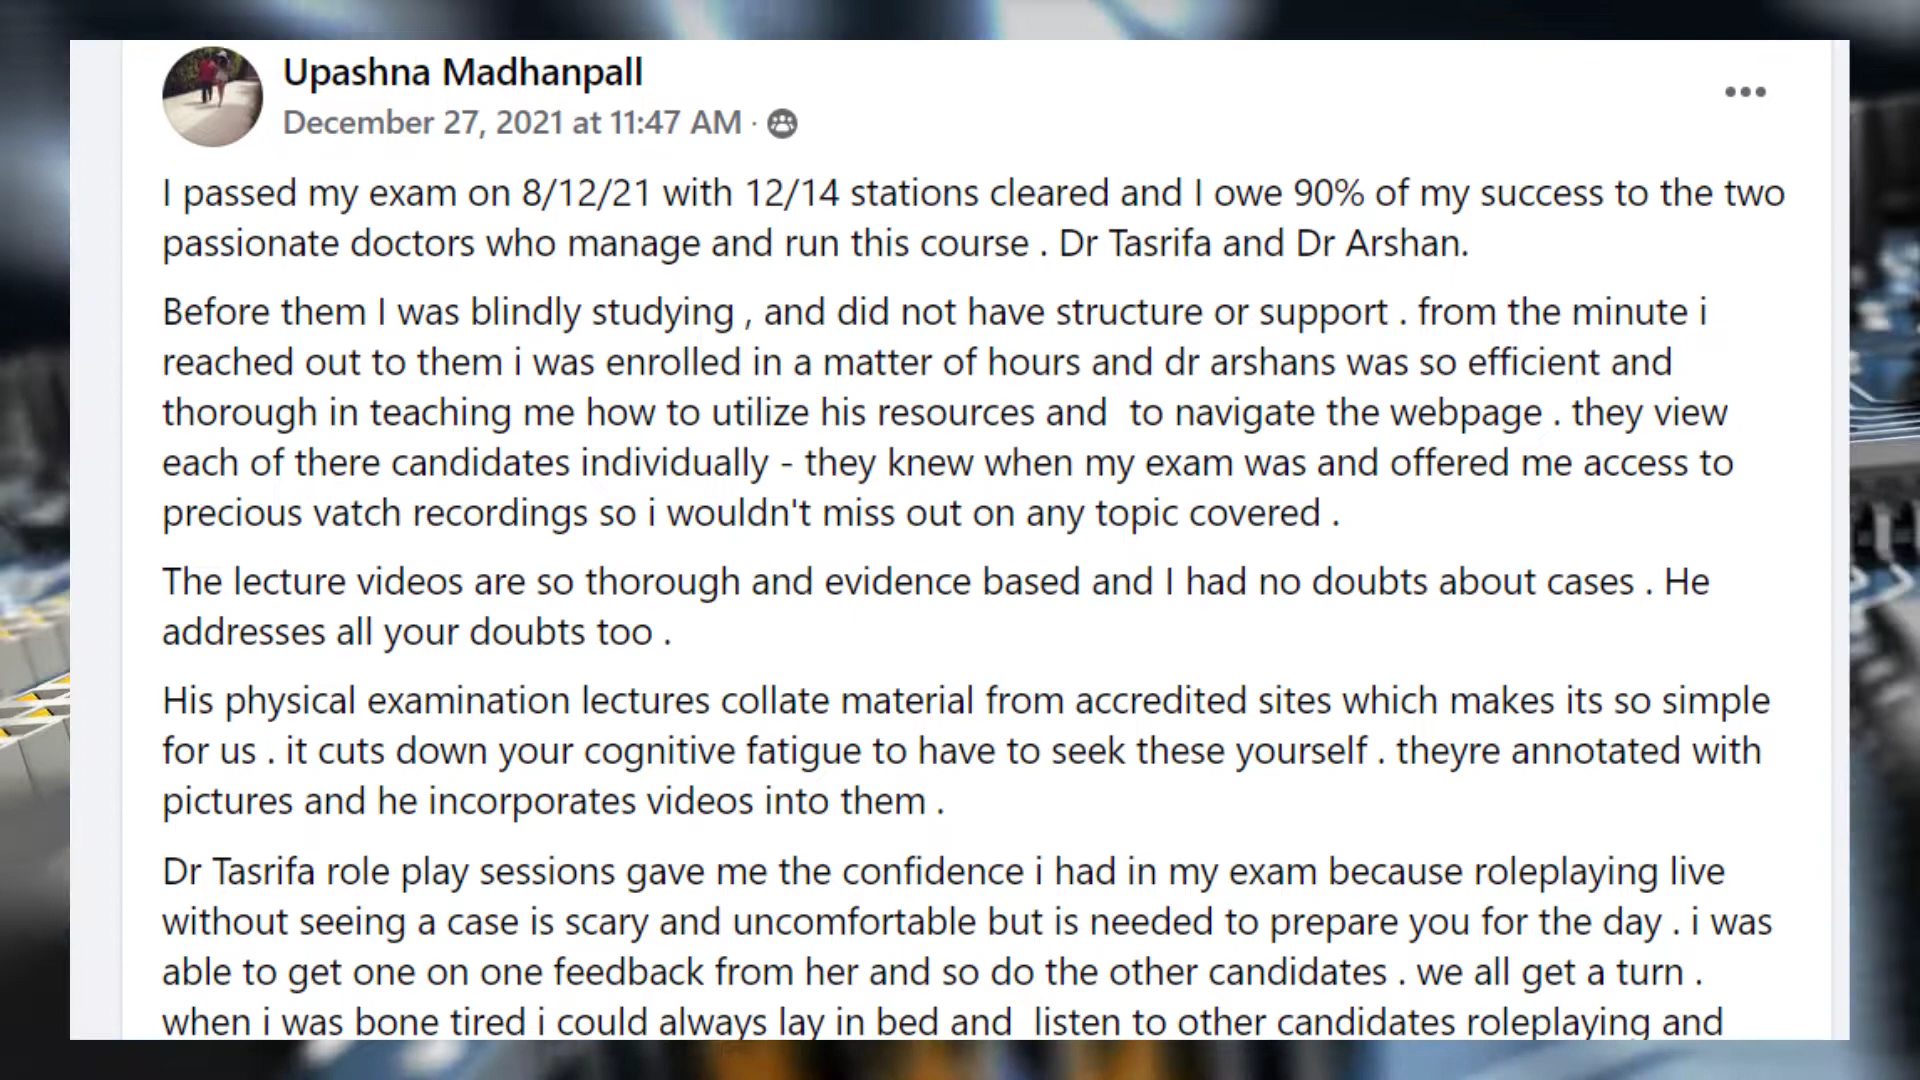 Upashna Madhanpall
December 27, 2021 at 11:47 AM ·
I passed my exam on 8/12/21 with 12/14 stations cleared and I owe 90% of my success to the two
passionate doctors who manage and run this course . Dr Tasrifa and Dr Arshan.
Before them I was blindly studying , and did not have structure or support . from the minute i
reached out to them i was enrolled in a matter of hours and dr arshans was so efficient and
thorough in teaching me how to utilize his resources and  to navigate the webpage . they view
each of there candidates individually - they knew when my exam was and offered me access to
precious vatch recordings so i wouldn't miss out on any topic covered .
The lecture videos are so thorough and evidence based and I had no doubts about cases . He
addresses all your doubts too .
His physical examination lectures collate material from accredited sites which makes its so simple
for us . it cuts down your cognitive fatigue to have to seek these yourself . theyre annotated with
pictures and he incorporates videos into them .
Dr Tasrifa role play sessions gave me the confidence i had in my exam because roleplaying live
without seeing a case is scary and uncomfortable but is needed to prepare you for the day . i was
able to get one on one feedback from her and so do the other candidates . we all get a turn .
when i was bone tired i could always lay in bed and  listen to other candidates roleplaying and